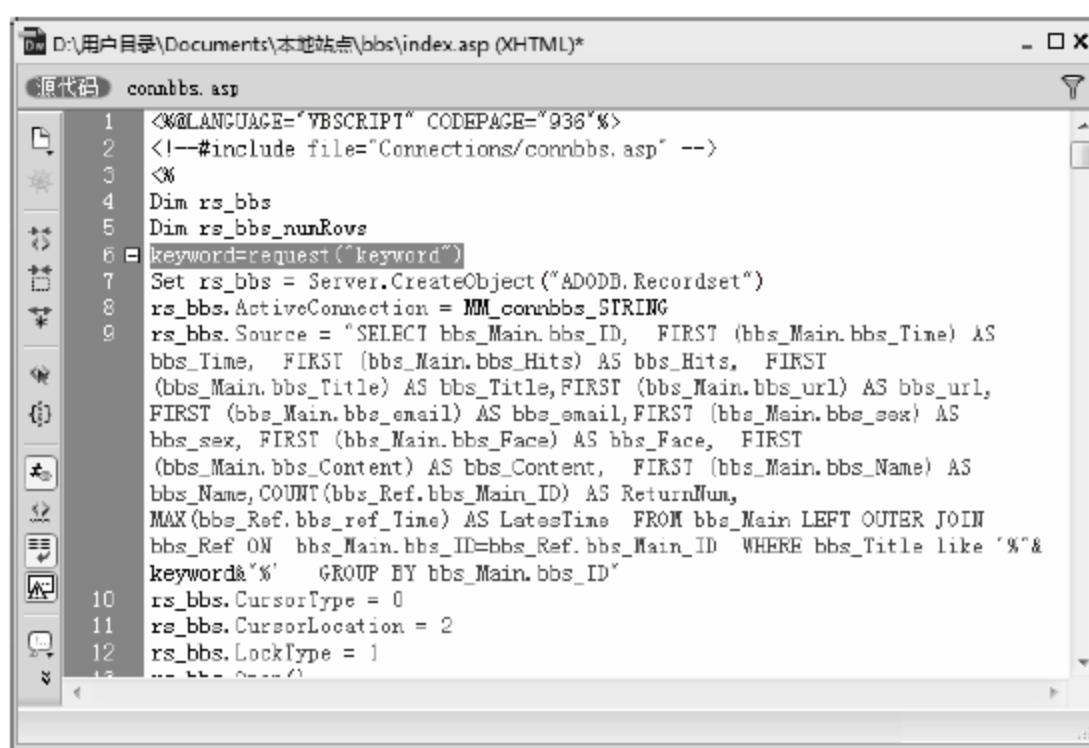 D:\用户目录\Documents\本地站点\bbs\index.asp (XHTML)*
源代码 connbbs.asp
1 <%@LANGUAGE="VBSCRIPT" CODEPAGE="936"%>
2 <!--#include file="Connections/connbbs.asp" -->
3 <%
4 Dim rs_bbs
5 Dim rs_bbs_numRows
6 keyword=request("keyword")
7 Set rs_bbs = Server.CreateObject("ADODB.Recordset")
8 rs_bbs.ActiveConnection = MM_connbbs_STRING
9 rs_bbs.Source = "SELECT bbs_Main.bbs_ID, FIRST (bbs_Main.bbs_Time) AS
bbs_Time, FIRST (bbs_Main.bbs_Hits) AS bbs_Hits, FIRST
(bbs_Main.bbs_Title) AS bbs_Title,FIRST (bbs_Main.bbs_url) AS bbs_url,
FIRST (bbs_Main.bbs_email) AS bbs_email,FIRST (bbs_Main.bbs_sex) AS
bbs_sex, FIRST (bbs_Main.bbs_Face) AS bbs_Face, FIRST
(bbs_Main.bbs_Content) AS bbs_Content, FIRST (bbs_Main.bbs_Name) AS
bbs_Name,COUNT(bbs_Ref.bbs_Main_ID) AS ReturnNum,
MAX(bbs_Ref.bbs_ref_Time) AS LatesTime FROM bbs_Main LEFT OUTER JOIN
bbs_Ref ON bbs_Main.bbs_ID=bbs_Ref.bbs_Main_ID WHERE bbs_Title like '%"&
keyword&"%' GROUP BY bbs_Main.bbs_ID"
10 rs_bbs.CursorType = 0
11 rs_bbs.CursorLocation = 2
12 rs_bbs.LockType = 1